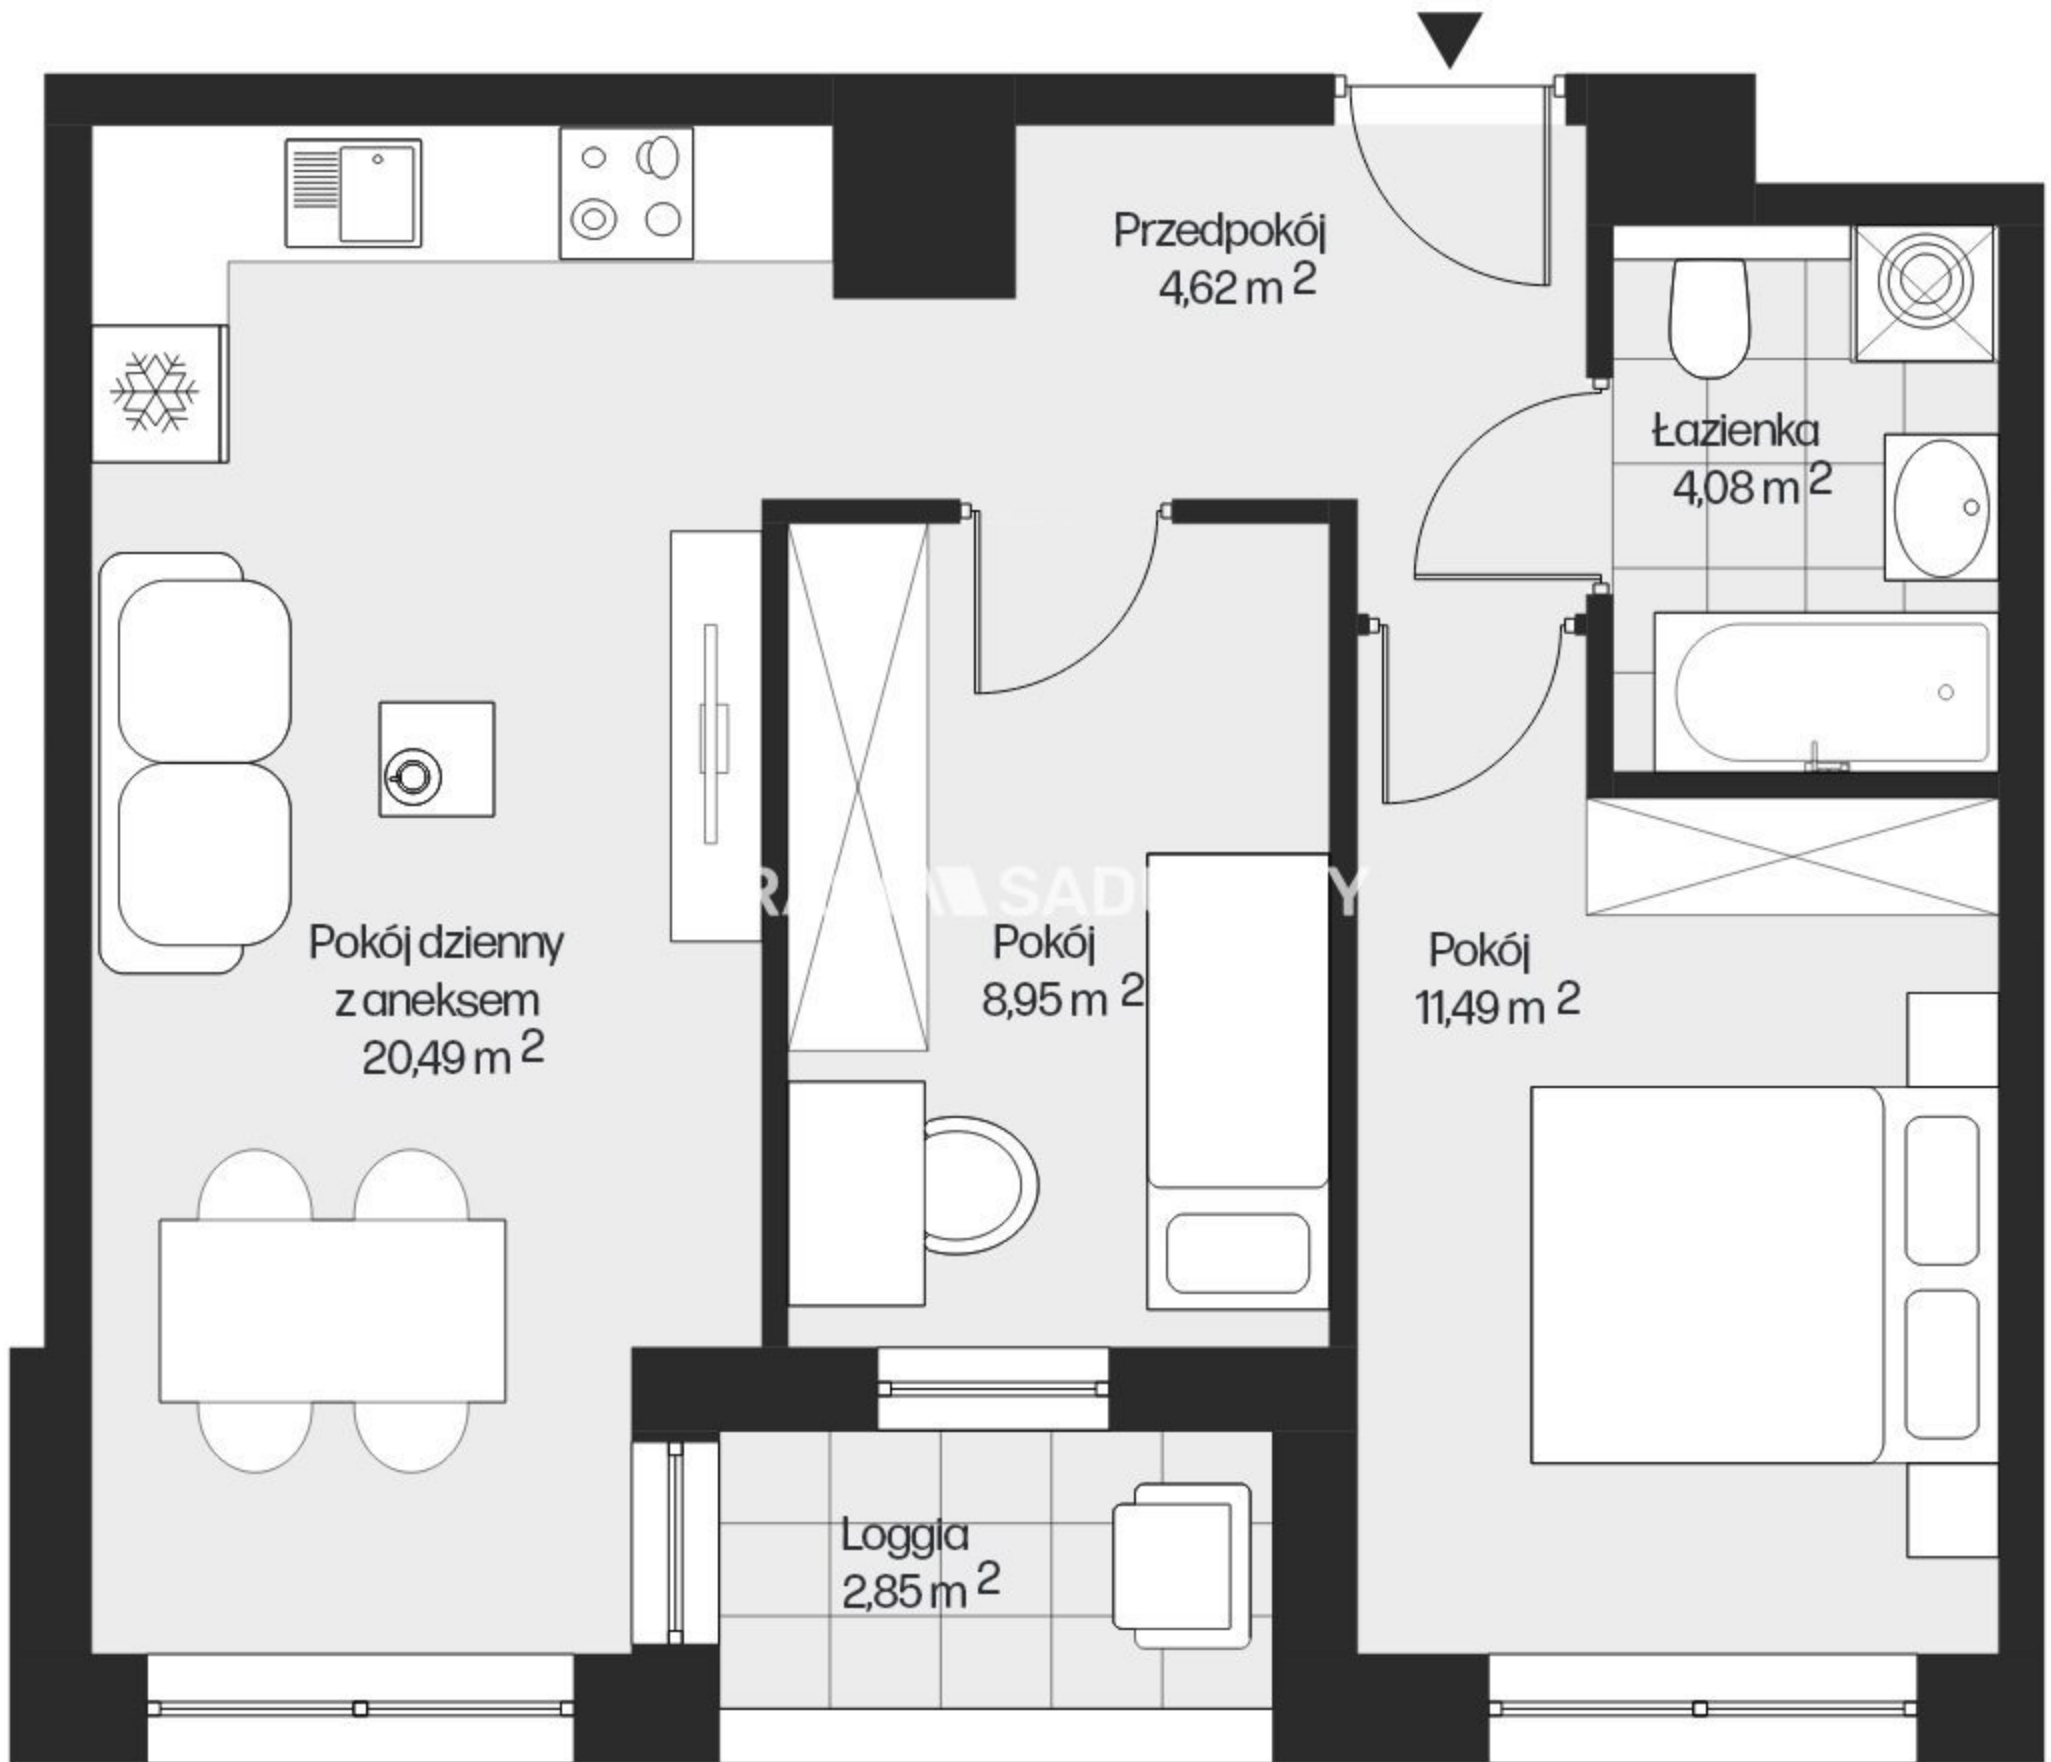 Przedpokój
4,62 m 2
Łazienka
4,08 m 2
Pokój dzienny
z aneksem
20,49 m 2
Pokój
8,95 m 2
Pokój
11,49 m 2
Loggia
2,85 m 2